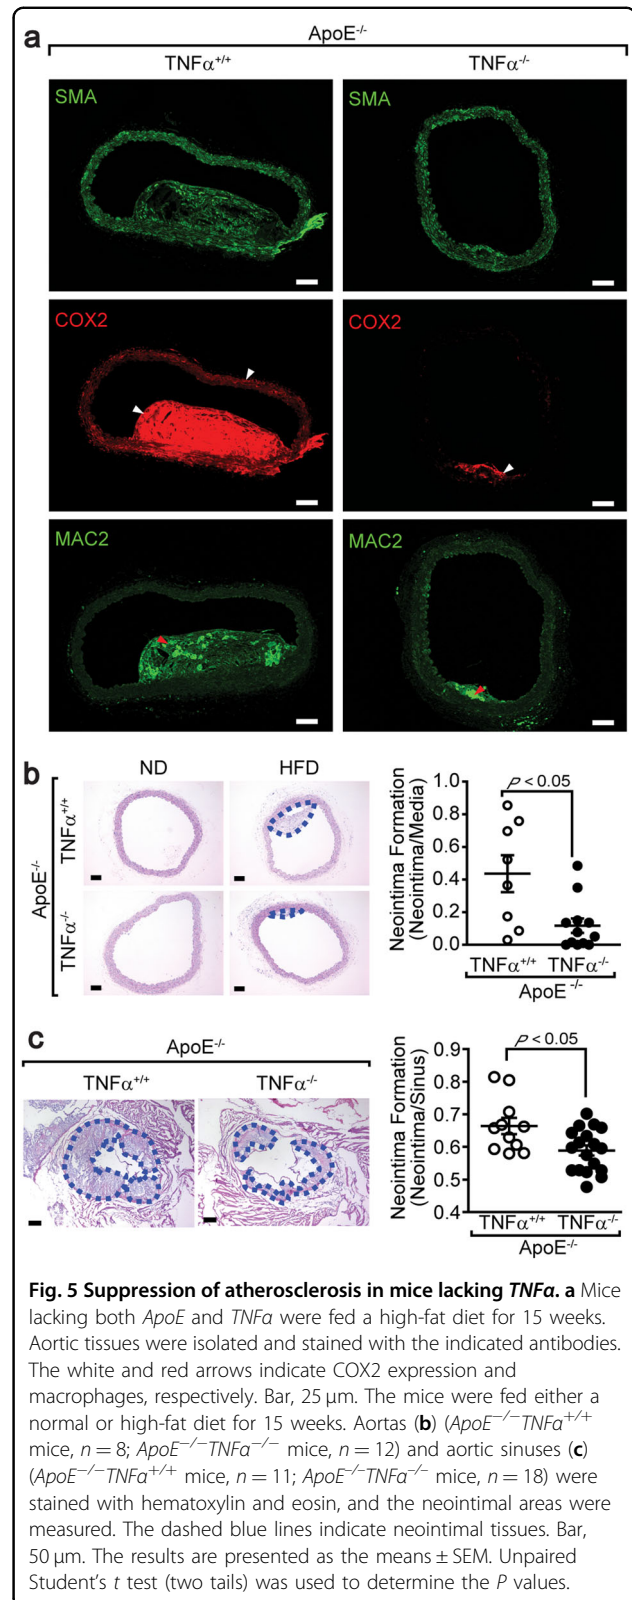 a
ApoE-/-
TNFα+/+
TNFα-/-
SMA
SMA
COX2
COX2
MAC2
MAC2
b
ND
HFD
ApoE-/-
TNFα+/+
TNFα-/-
Neointima Formation
(Neointima/Media)
1.0
0.8
0.6
0.4
0.2
0.0
P < 0.05
TNFα+/+ TNFα-/-
ApoE-/-
c
ApoE-/-
TNFα+/+
TNFα-/-
Neointima Formation
(Neointima/Sinus)
0.9
0.8
0.7
0.6
0.5
0.4
P < 0.05
TNFα+/+ TNFα-/-
ApoE-/-
Fig. 5 Suppression of atherosclerosis in mice lacking TNFα. a Mice
lacking both ApoE and TNFα were fed a high-fat diet for 15 weeks.
Aortic tissues were isolated and stained with the indicated antibodies.
The white and red arrows indicate COX2 expression and
macrophages, respectively. Bar, 25 μm. The mice were fed either a
normal or high-fat diet for 15 weeks. Aortas (b) (ApoE−/−TNFα+/+
mice, n = 8; ApoE−/−TNFα−/− mice, n = 12) and aortic sinuses (c)
(ApoE−/−TNFα+/+ mice, n = 11; ApoE-/-TNFα−/− mice, n = 18) were
stained with hematoxylin and eosin, and the neointimal areas were
measured. The dashed blue lines indicate neointimal tissues. Bar,
50 μm. The results are presented as the means ± SEM. Unpaired
Student's t test (two tails) was used to determine the P values.